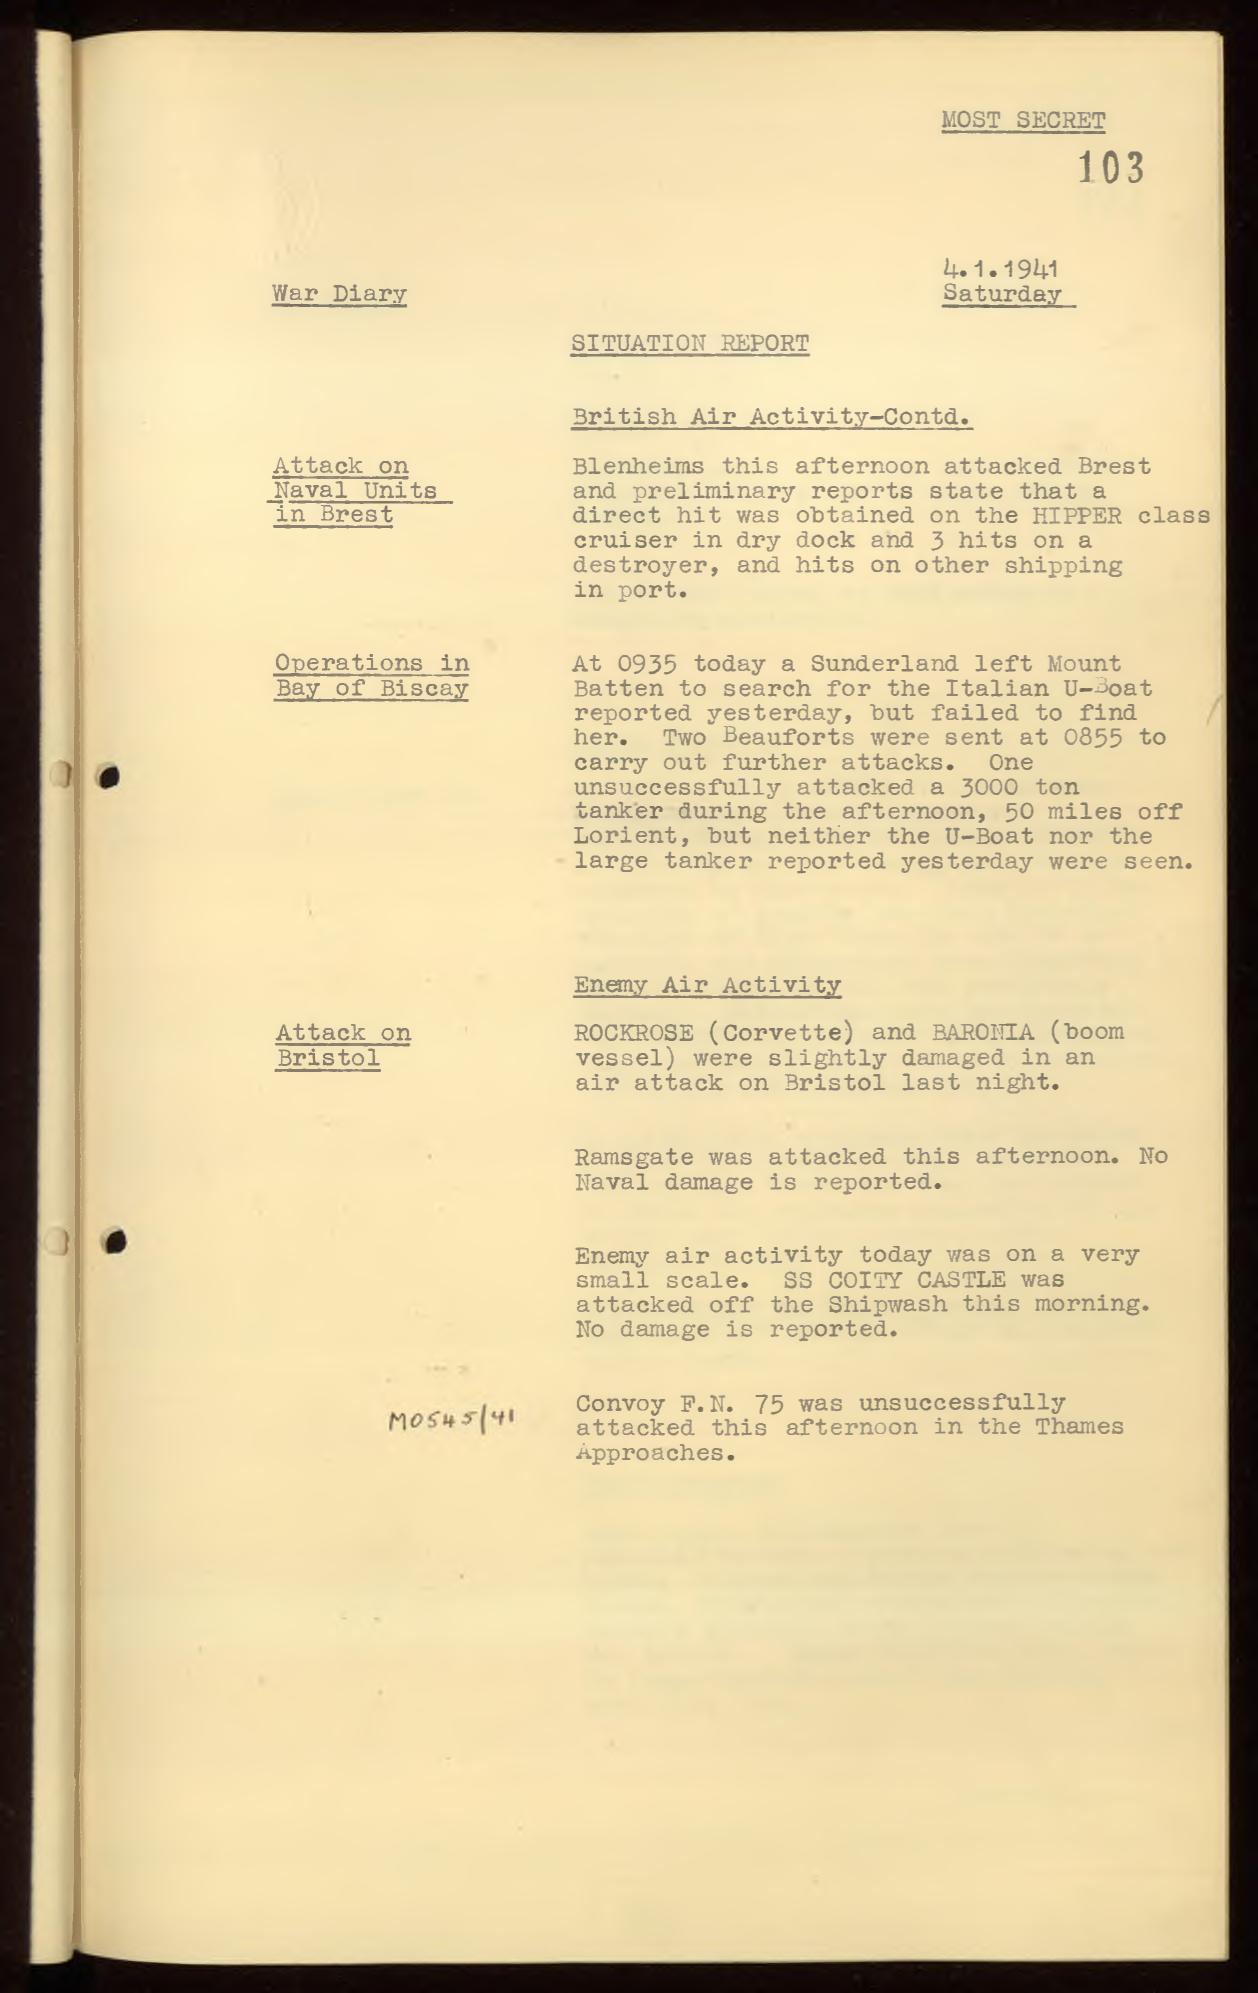 MOST SECRET
103
4.1.1941
War Diary
Saturday
SITUATION REPORT
British Air Activity-Contd.
Attack on
Naval Units
in Brest
Blenheims this afternoon attacked Brest
and preliminary reports state that a
direct hit was obtained on the HIPPER class
cruiser in dry dock and 3 hits on a
destroyer, and hits on other shipping
in port.
Operations in
Bay of Biscay
At 0935 today a Sunderland left Mount
Batten to search for the Italian U-Boat
reported yesterday, but failed to find
her. Two Beauforts were sent at 0855 to
carry out further attacks. One
unsuccessfully attacked a 3000 ton
tanker during the afternoon, 50 miles off
Lorient, but neither the U-Boat nor the
large tanker reported yesterday were seen.
Enemy Air Activity
Attack on
Bristol
ROCKROSE (Corvette) and BARONIA (boom
vessel) were slightly damaged in an
air attack on Bristol last night.
Ramsgate was attacked this afternoon. No
Naval damage is reported.
Enemy air activity today was on a very
small scale. SS COITY CASTLE was
attacked off the Shipwash this morning.
No damage is reported.
M0545/41
Convoy F.N. 75 was unsuccessfully
attacked this afternoon in the Thames
Approaches.